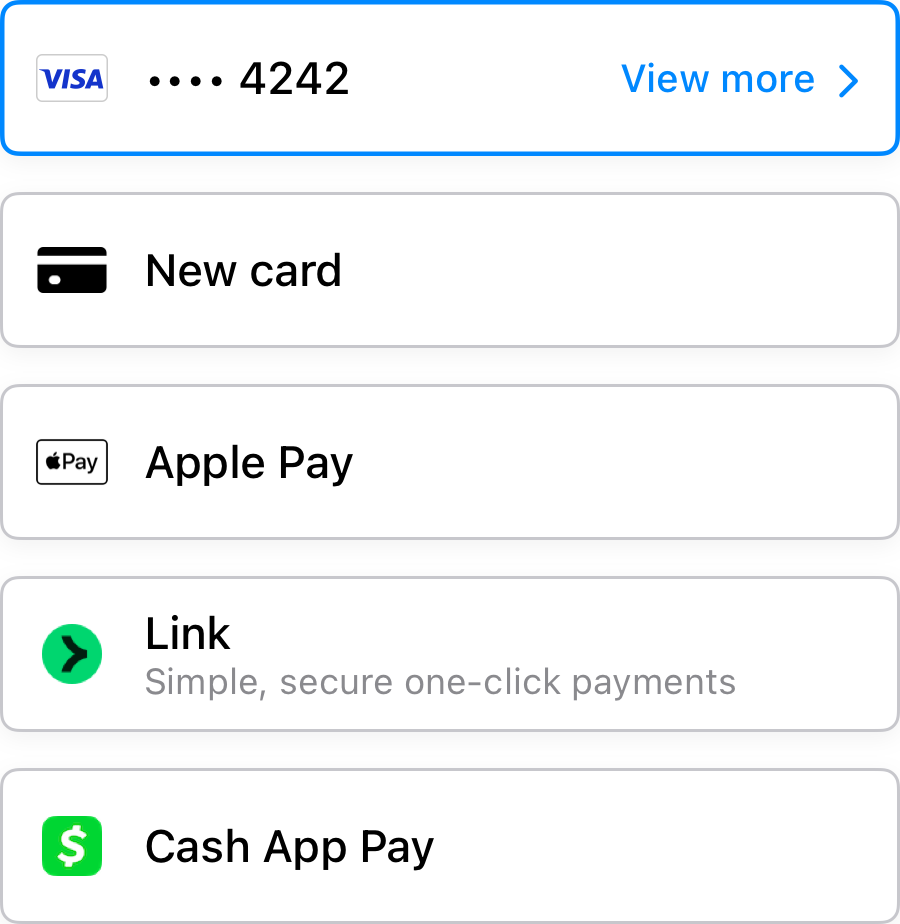 VISA •••• 4242 View more
New card
Pay Apple Pay
Link
Simple, secure one-click payments
$ Cash App Pay